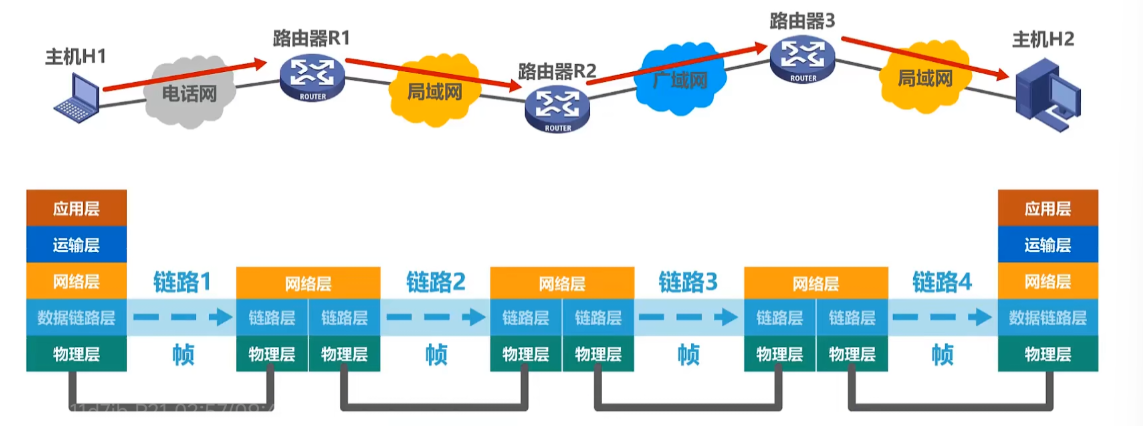 主机H1
路由器R1
路由器R2
路由器3
主机H2
电话网
局域网
广域网
局域网
ROUTER
ROUTER
ROUTER
应用层
运输层
网络层
数据链路层
物理层
链路1
帧
网络层
链路层 链路层
物理层 物理层
链路2
帧
网络层
链路层 链路层
物理层 物理层
链路3
帧
网络层
链路层 链路层
物理层 物理层
链路4
帧
应用层
运输层
网络层
数据链路层
物理层